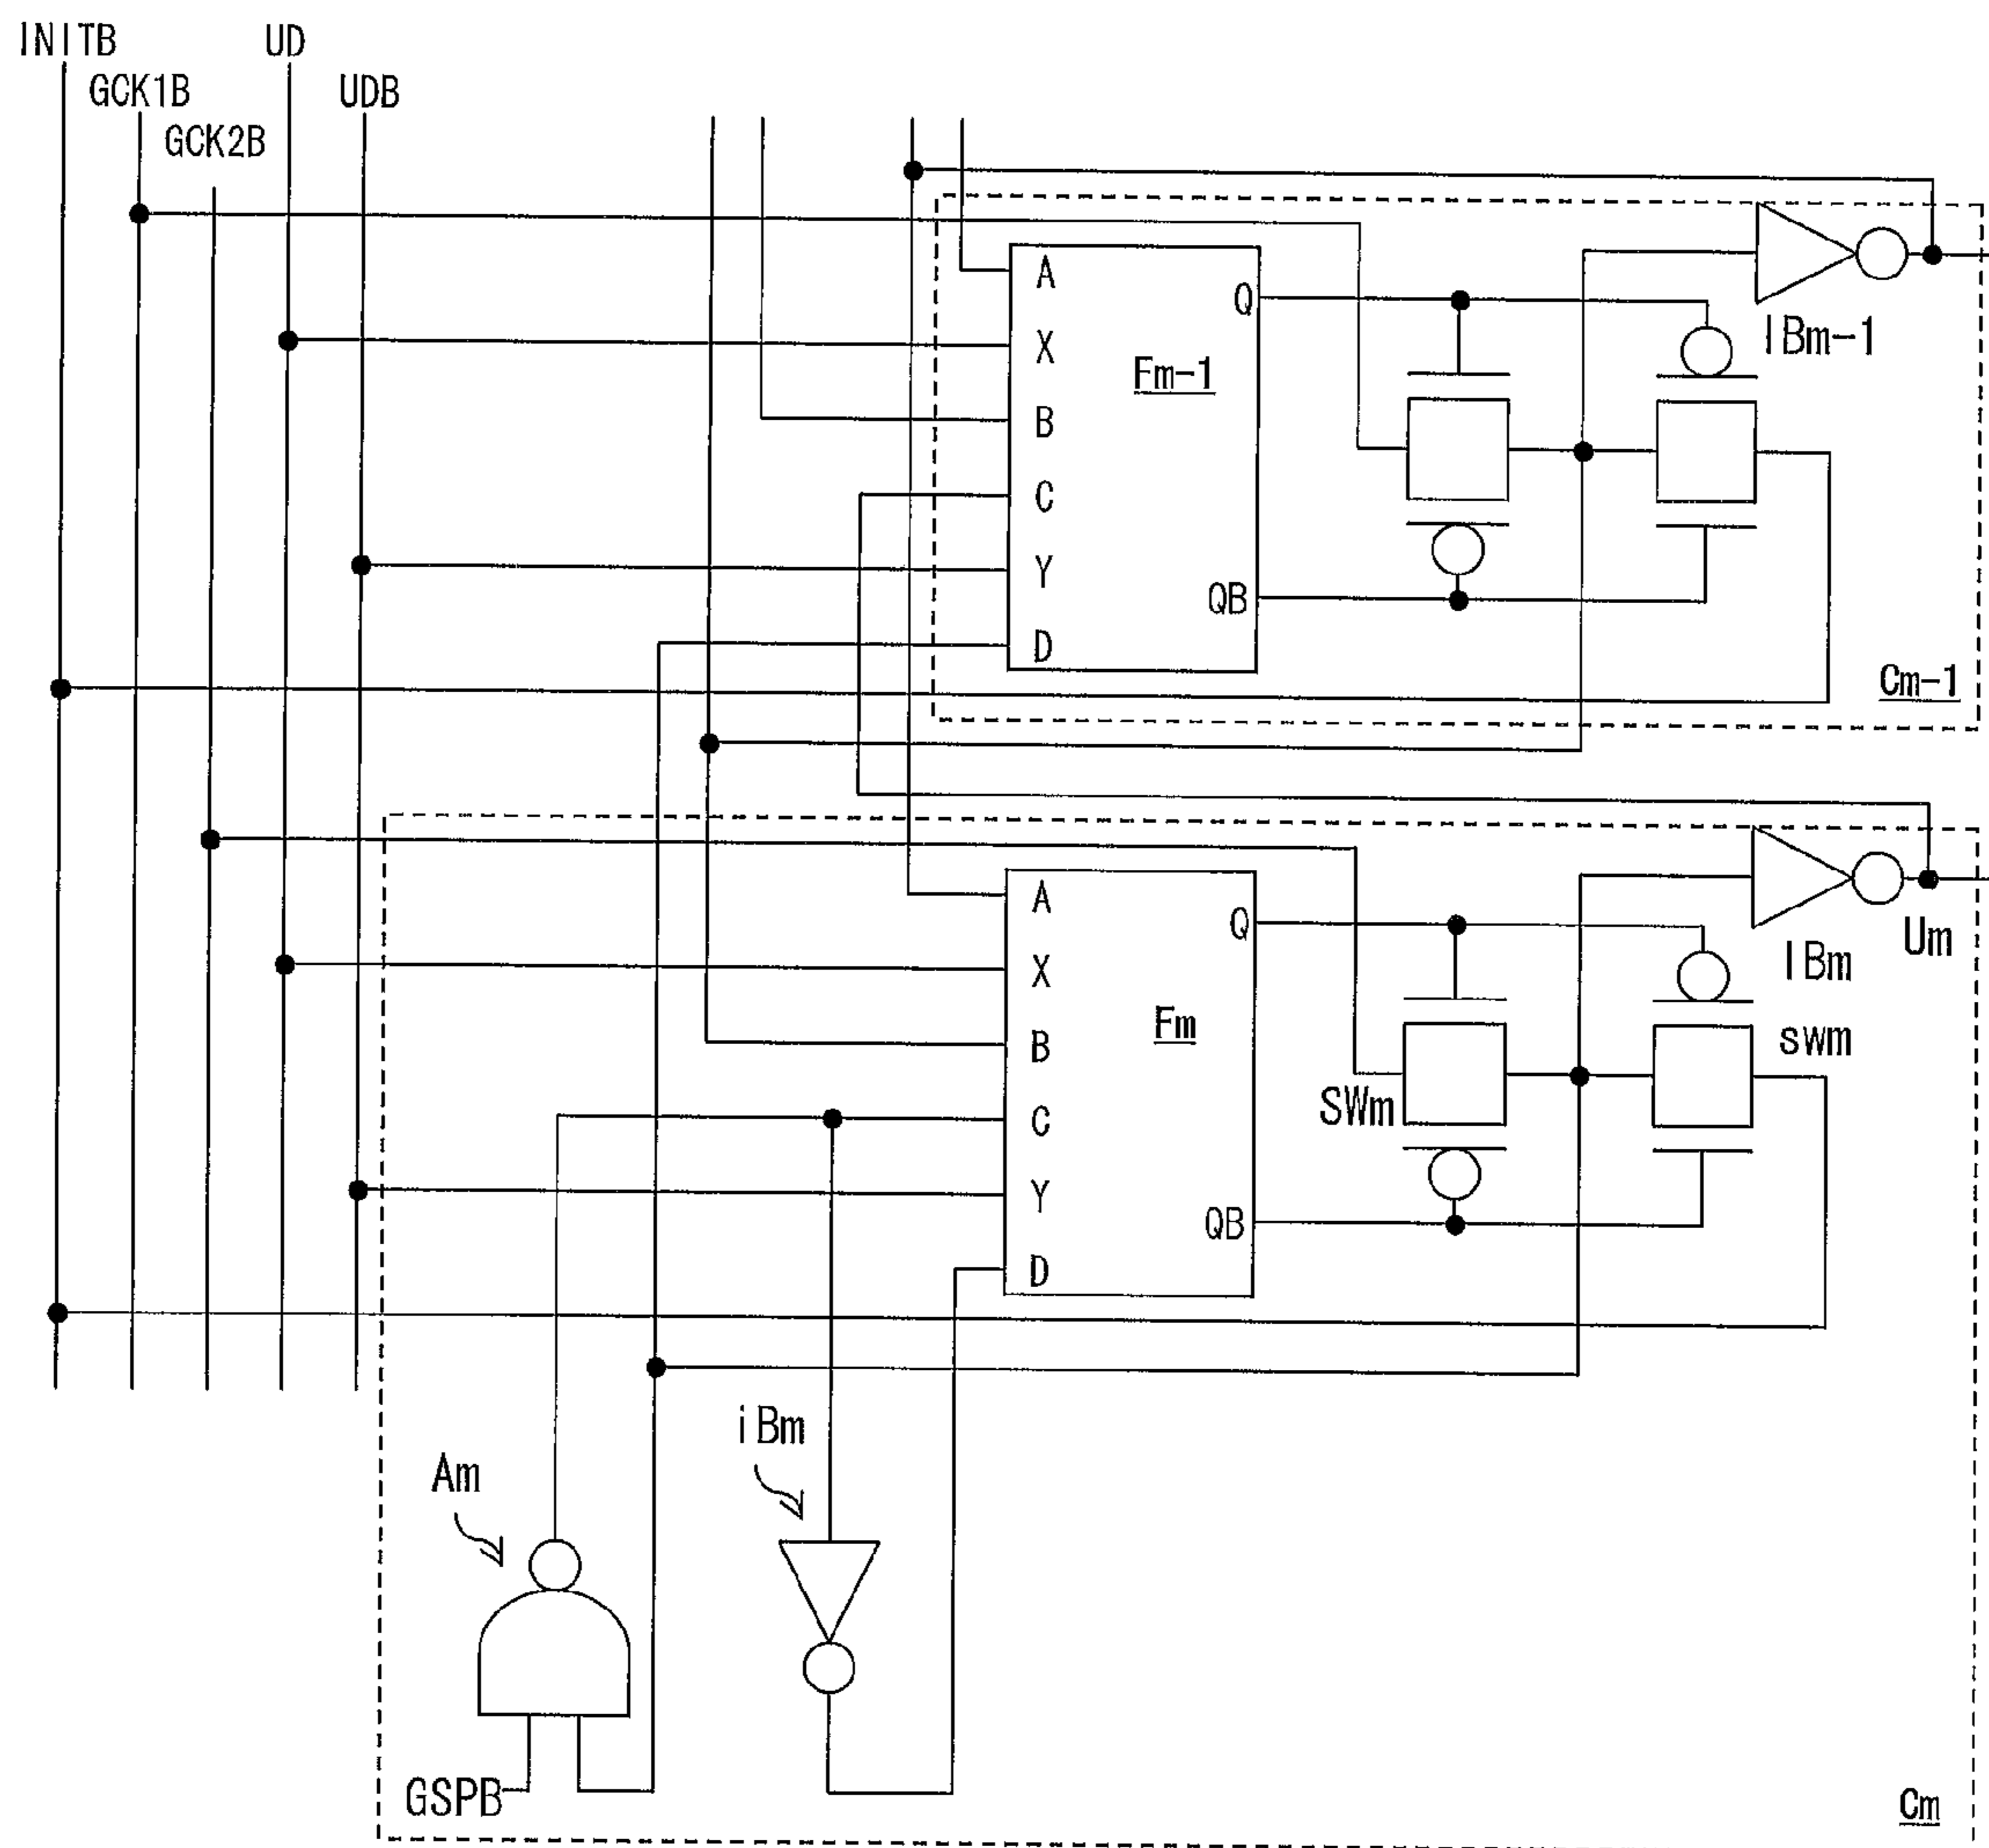 INITB
UD
GCK1B
UDB
GCK2B
A
Q
IBm-1
X
Fm-1
B
C
Y
QB
D
Cm-1
A
Q
Um
IBm
X
Fm
swm
B
SWm
C
Y
QB
D
iBm
Am
GSPB
Cm